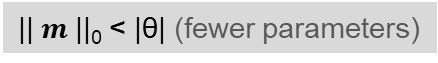 || 𝒎 ||₀ < |θ| (fewer parameters)